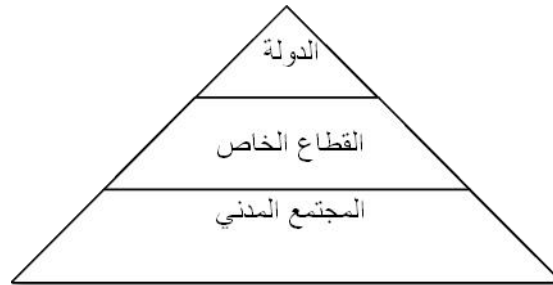 الدولة
القطاع الخاص
المجتمع المدني